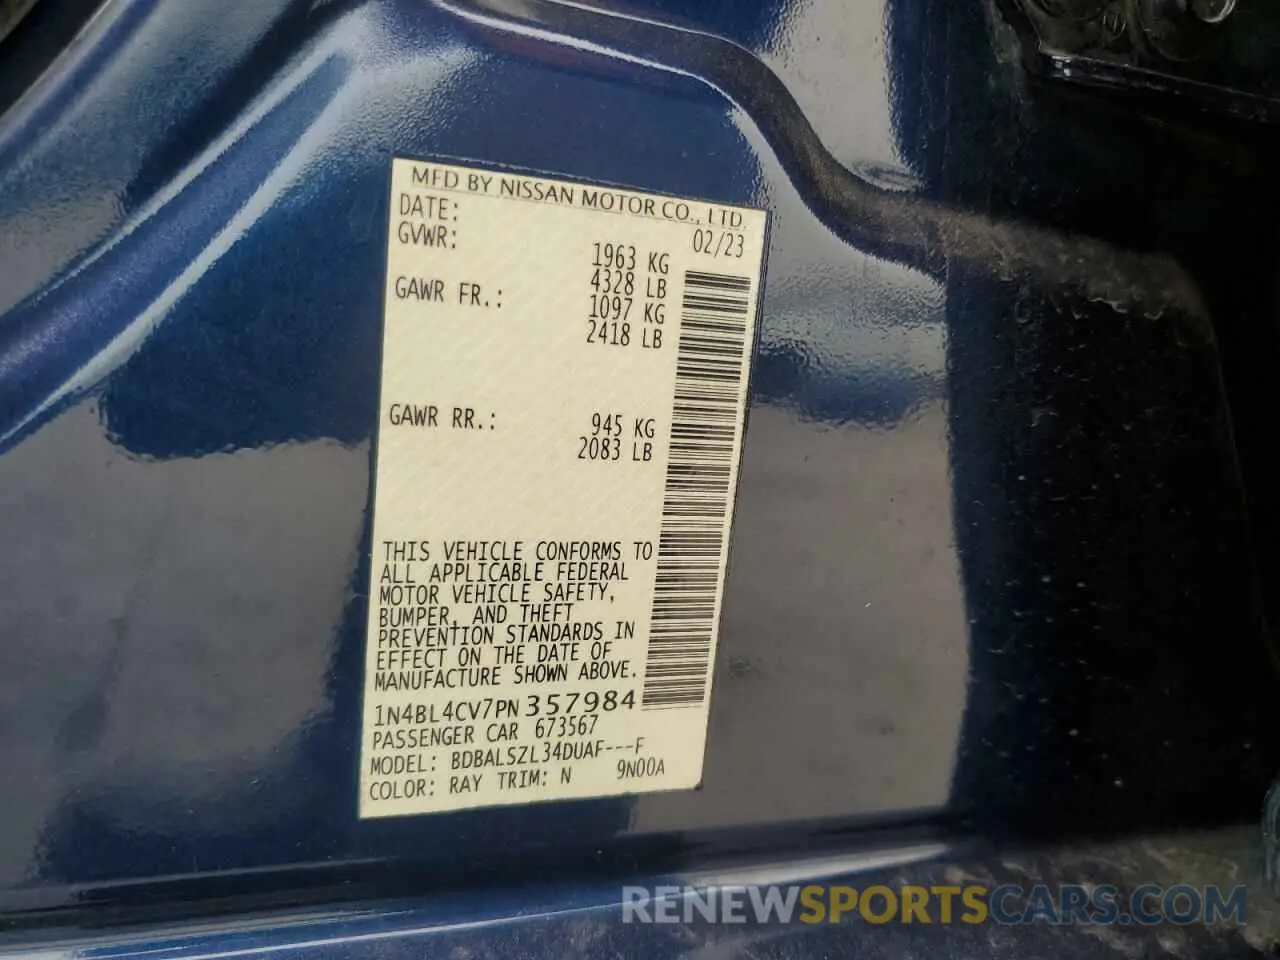 MFD BY NISSAN MOTOR CO., LTD.
DATE: 02/23
GVWR: 1963 KG
4328 LB
GAWR FR.: 1097 KG
2418 LB
GAWR RR.: 945 KG
2083 LB
THIS VEHICLE CONFORMS TO
ALL APPLICABLE FEDERAL
MOTOR VEHICLE SAFETY,
BUMPER, AND THEFT
PREVENTION STANDARDS IN
EFFECT ON THE DATE OF
MANUFACTURE SHOWN ABOVE.
1N4BL4CV7PN357984
PASSENGER CAR 673567
MODEL: BDBALSZL34DUAF---F
COLOR: RAY TRIM: N 9N00A
RENEWSPORTSCARS.COM